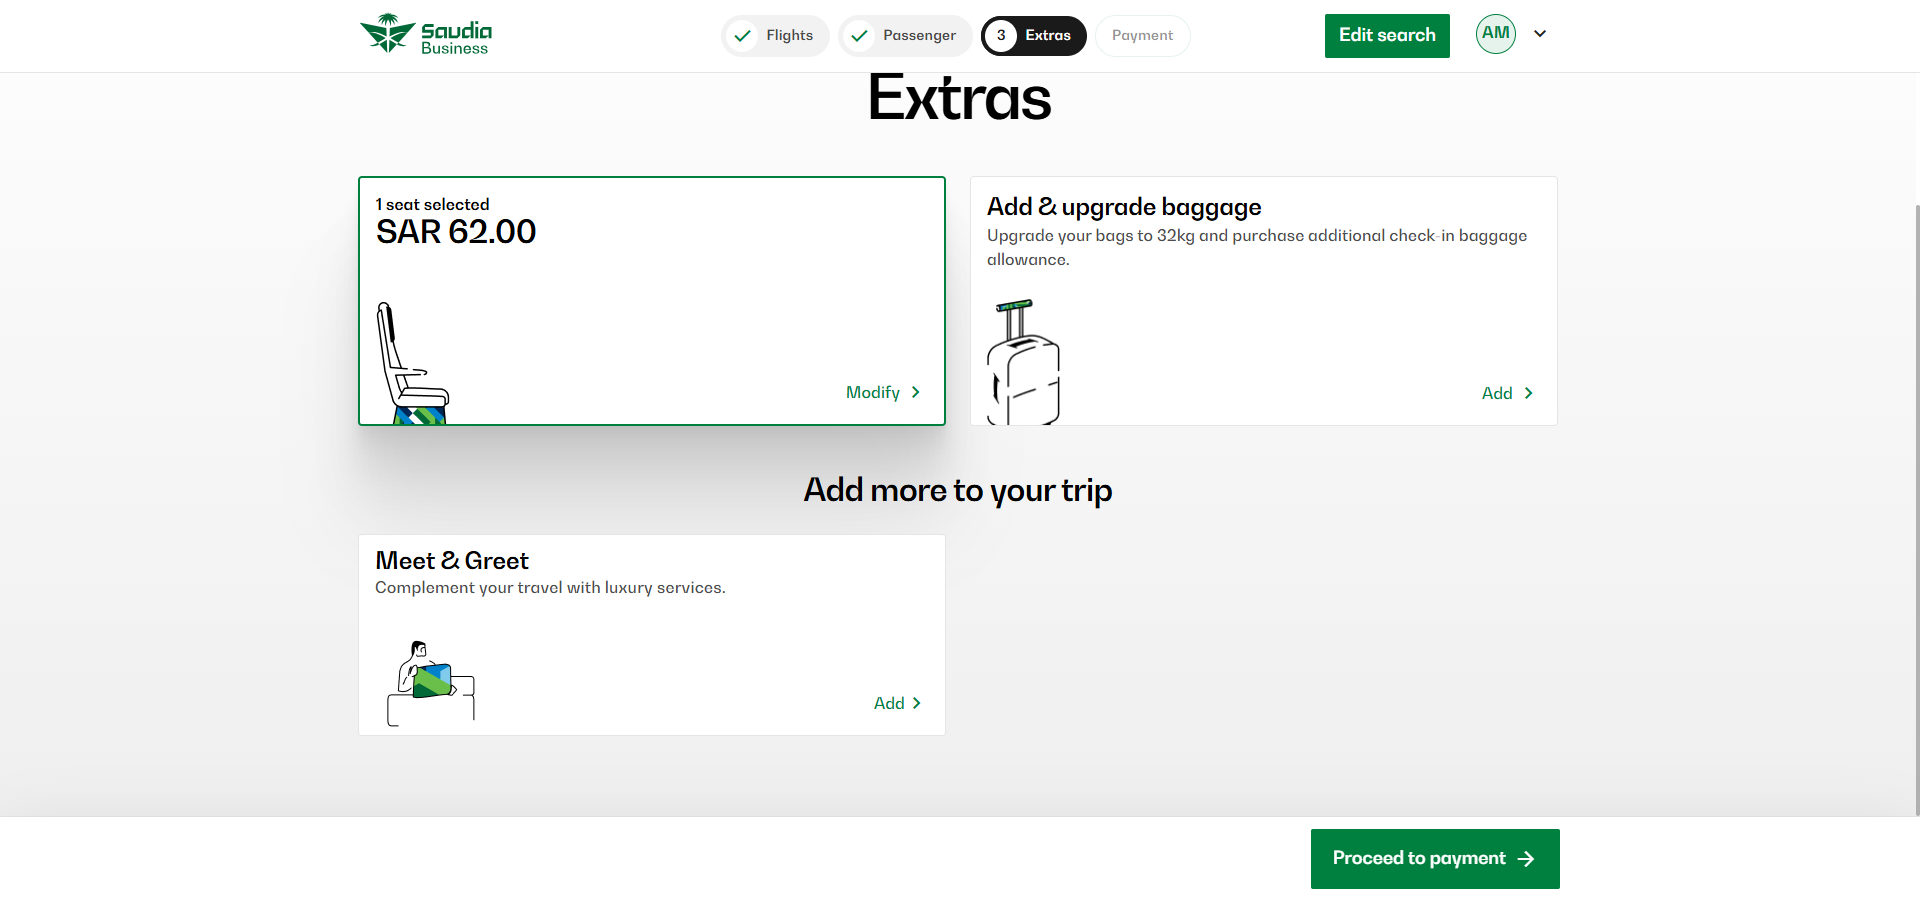 Saudia
Business
Flights
Passenger
3 Extras
Payment
Edit search
AM
Extras
1 seat selected
SAR 62.00
Modify
Add & upgrade baggage
Upgrade your bags to 32kg and purchase additional check-in baggage
allowance.
Add
Add more to your trip
Meet & Greet
Complement your travel with luxury services.
Add
Proceed to payment